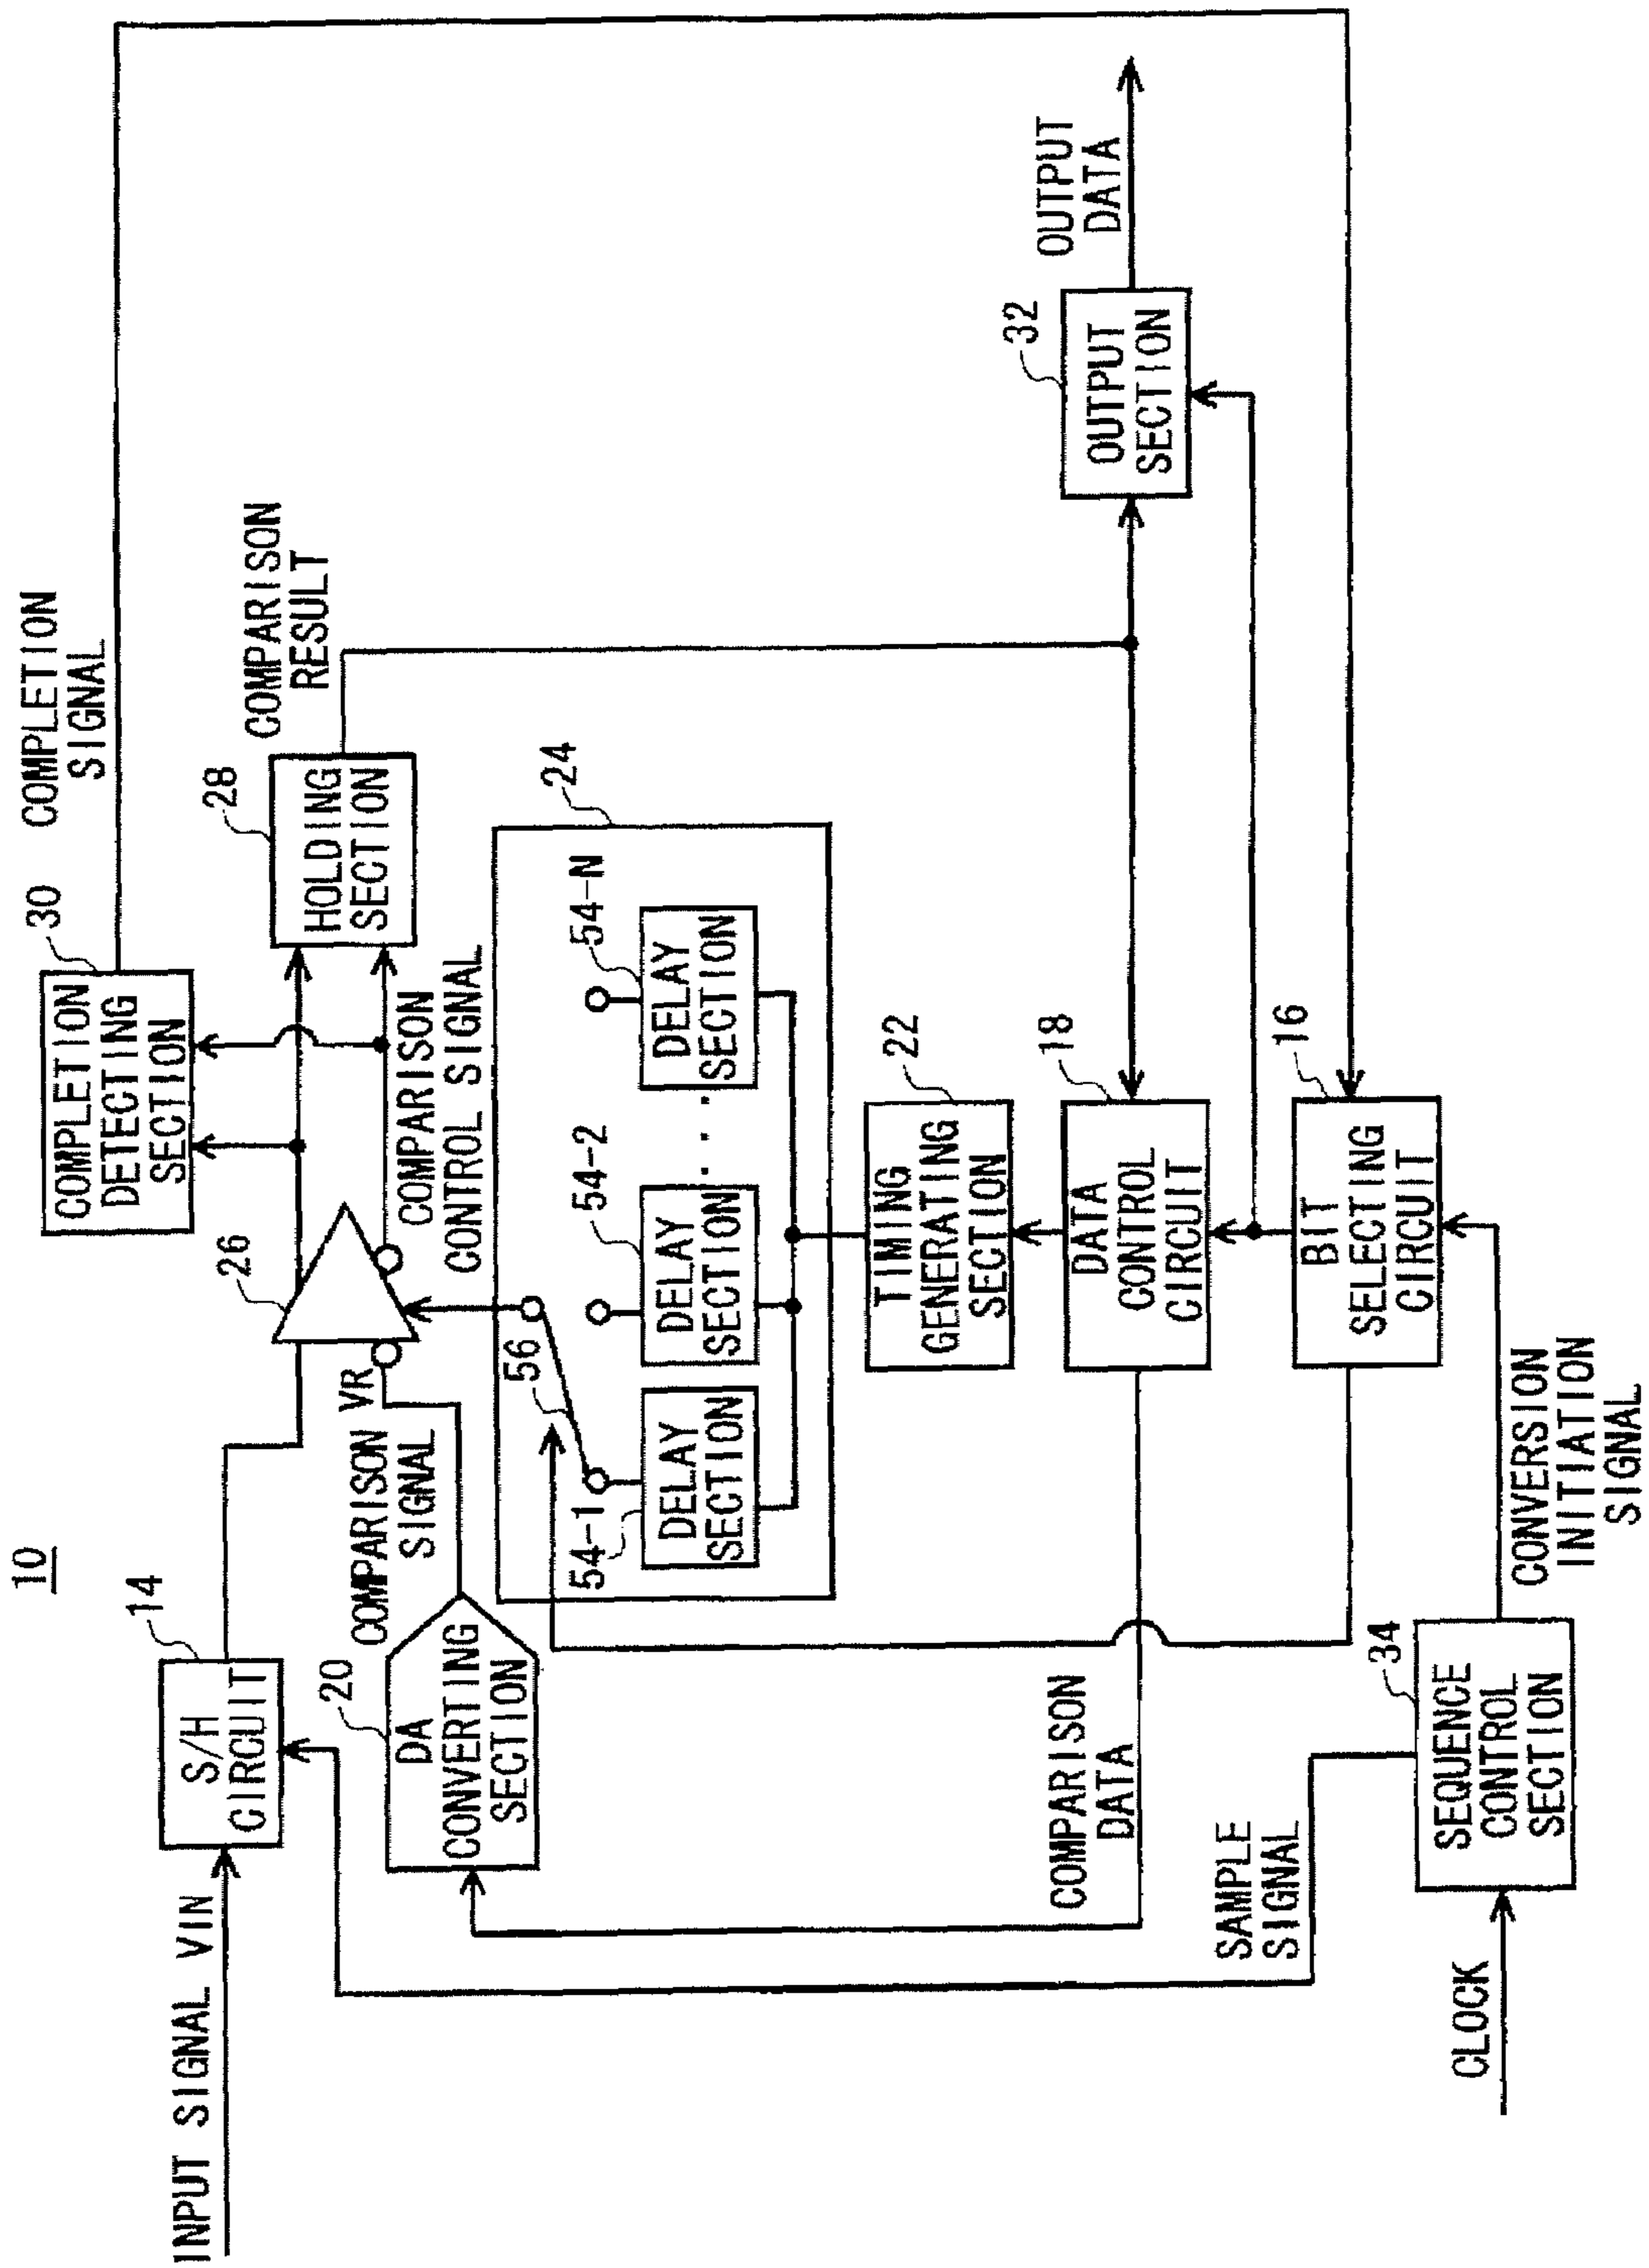 10
INPUT SIGNAL VIN
14
S/H
CIRCUIT
20
DA
CONVERTING
SECTION
COMPARISON
SIGNAL
VR
26
COMPLETION
DETECTING
SECTION
30
COMPLETION
SIGNAL
28
HOLDING
SECTION
COMPARISON
RESULT
COMPARISON
CONTROL SIGNAL
24
56
54-1
DELAY
SECTION
54-2
DELAY
SECTION
. . .
54-N
DELAY
SECTION
TIMING
GENERATING
SECTION
22
DATA
CONTROL
CIRCUIT
18
BIT
SELECTING
CIRCUIT
16
OUTPUT
SECTION
32
OUTPUT
DATA
COMPARISON
DATA
SAMPLE
SIGNAL
CLOCK
SEQUENCE
CONTROL
SECTION
34
CONVERSION
INITIATION
SIGNAL